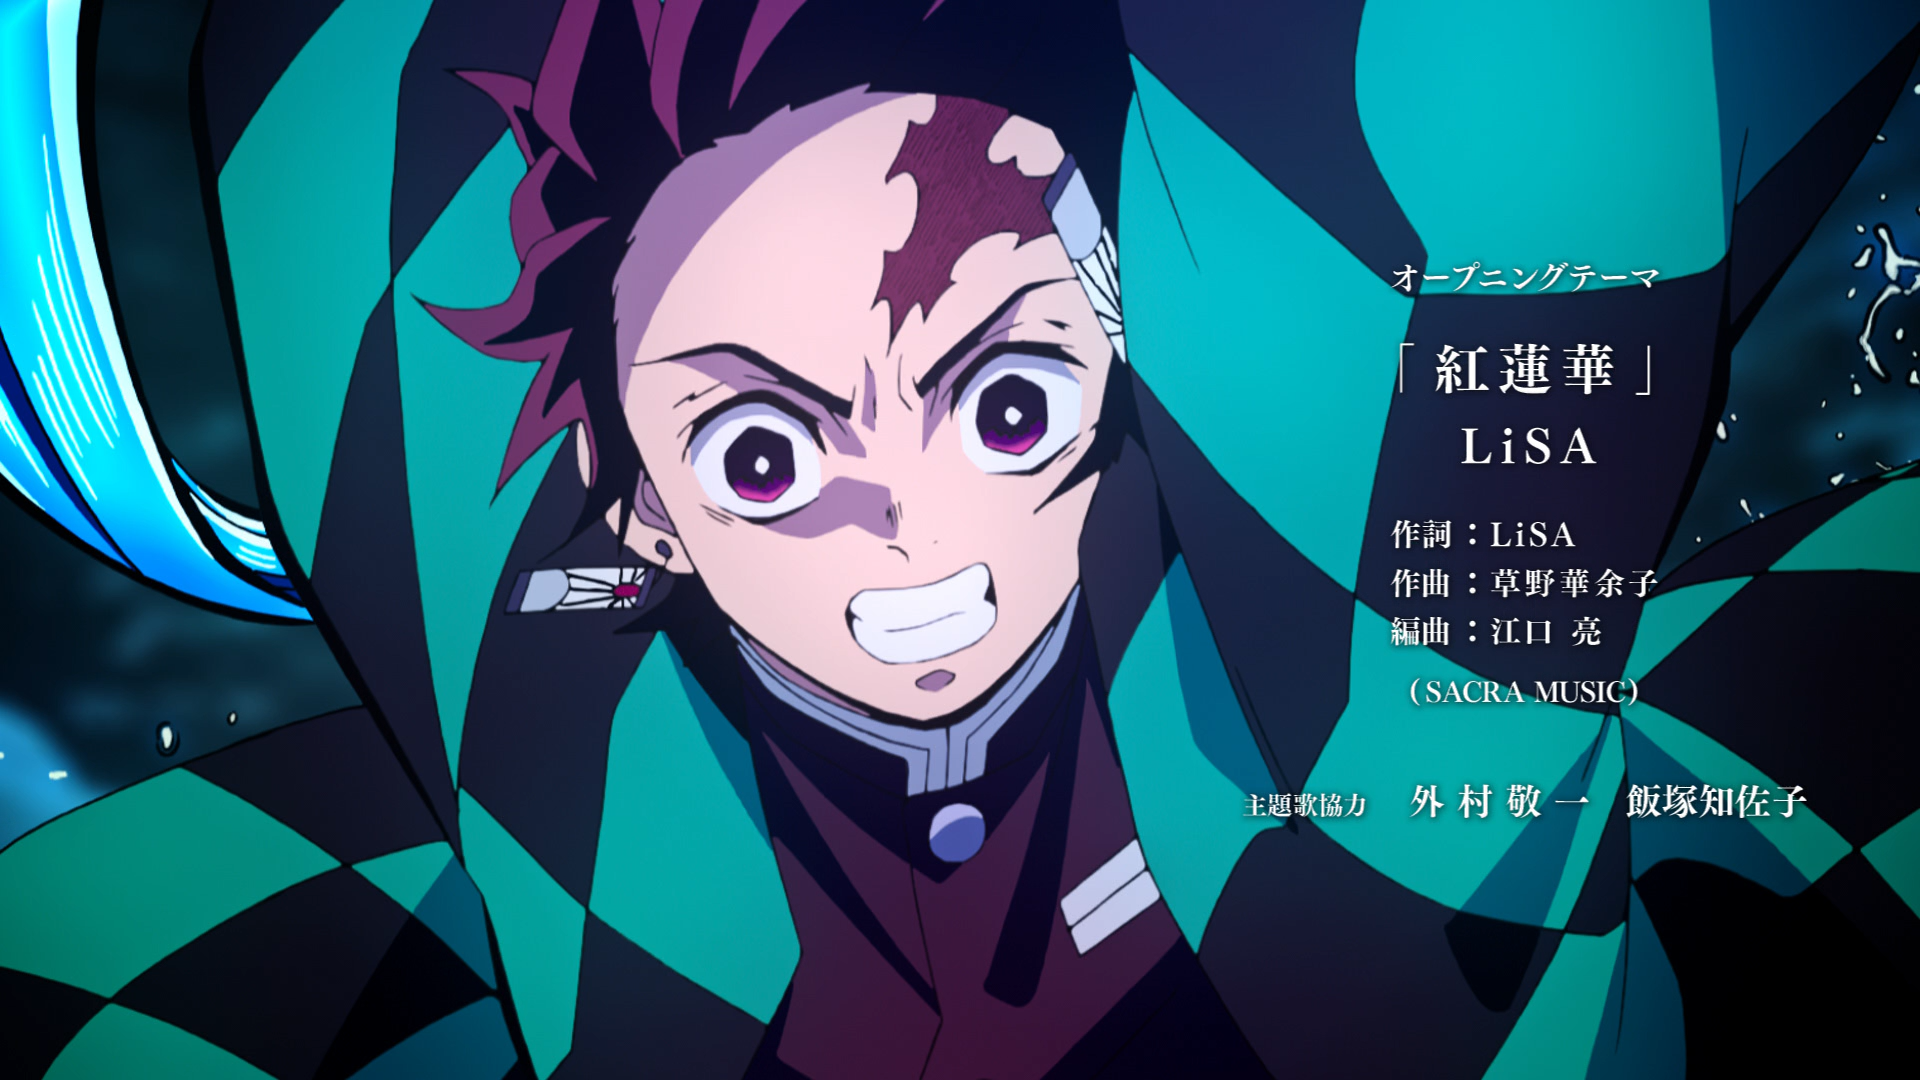 オープニングテーマ
「紅蓮華」
LiSA
作詞：LiSA
作曲：草野華余子
編曲：江口 亮
(SACRA MUSIC)
主題歌協力 外村敬一 飯塚知佐子